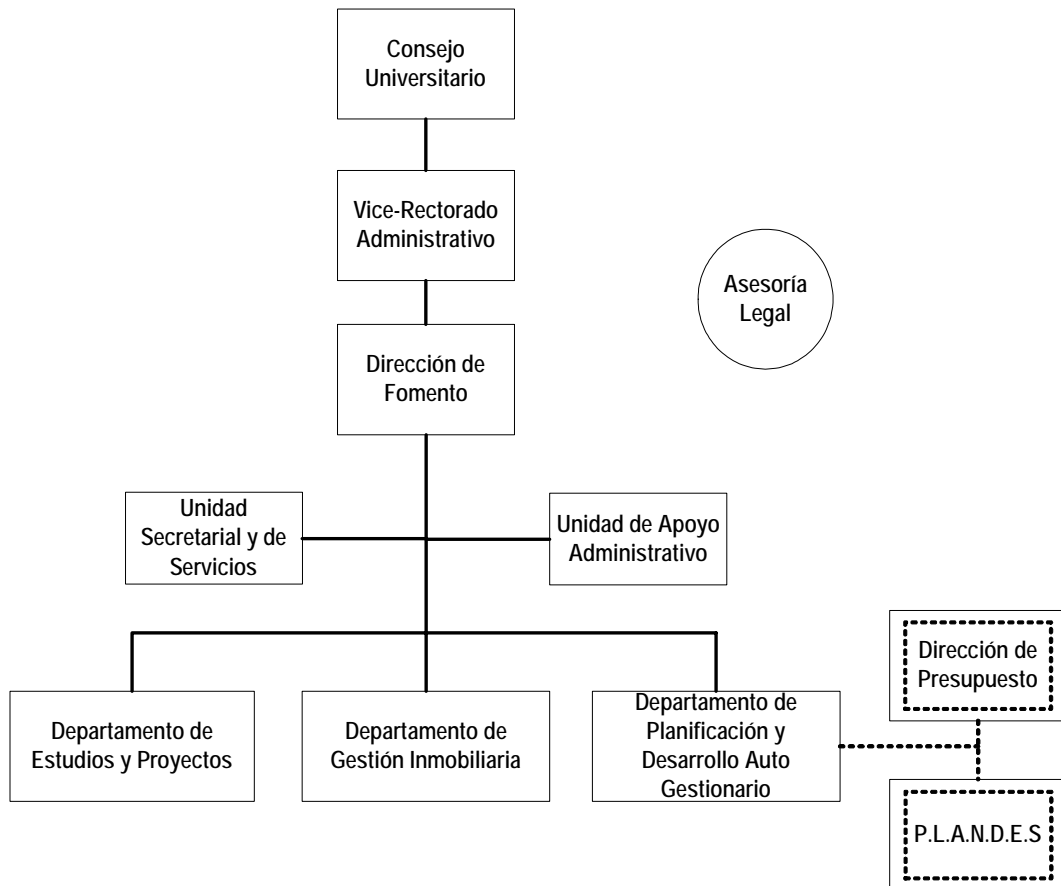 Consejo
Universitario
Vice-Rectorado
Administrativo
Asesoría
Legal
Dirección de
Fomento
Unidad
Secretarial y de
Servicios
Unidad de Apoyo
Administrativo
Dirección de
Presupuesto
Departamento de
Estudios y Proyectos
Departamento de
Gestión Inmobiliaria
Departamento de
Planificación y
Desarrollo Auto
Gestionario
P.L.A.N.D.E.S